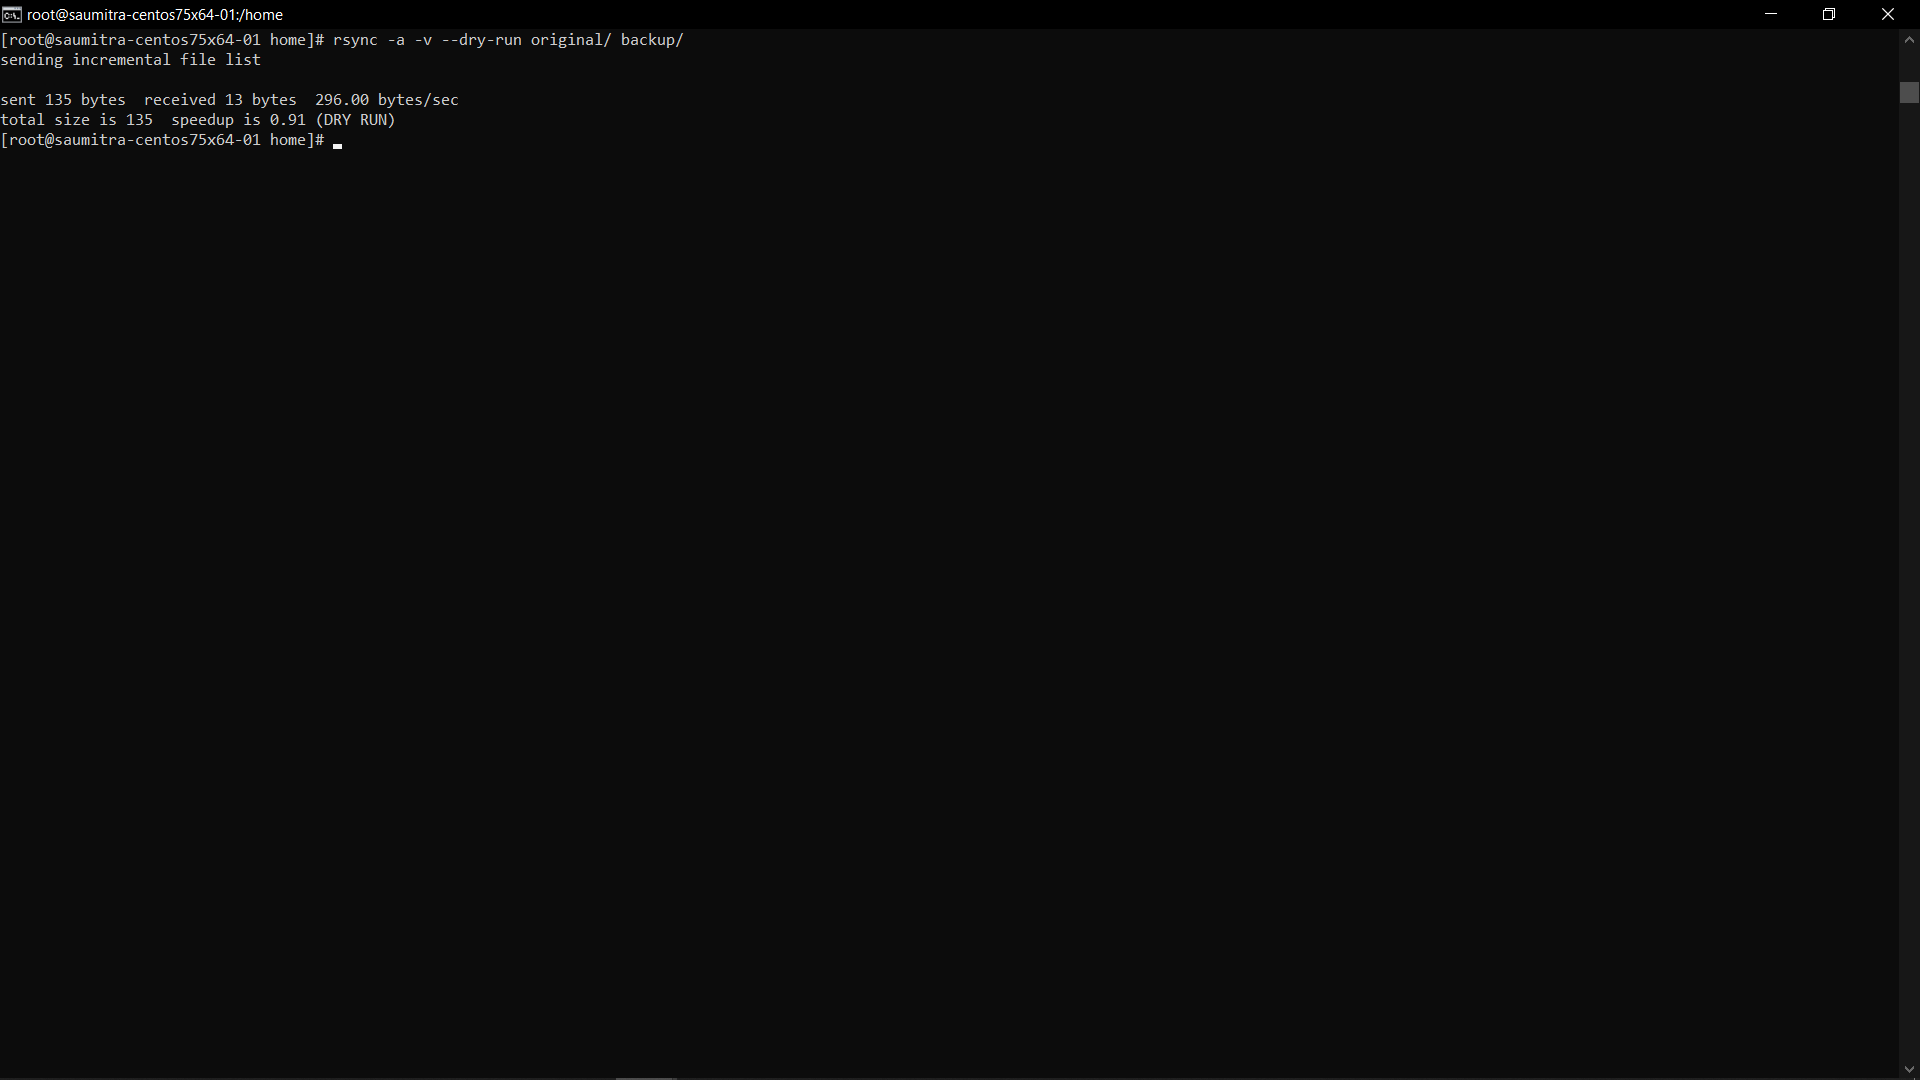 root@saumitra-centos75x64-01:/home
[root@saumitra-centos75x64-01 home]# rsync -a -v --dry-run original/ backup/
sending incremental file list
sent 135 bytes  received 13 bytes  296.00 bytes/sec
total size is 135  speedup is 0.91 (DRY RUN)
[root@saumitra-centos75x64-01 home]#